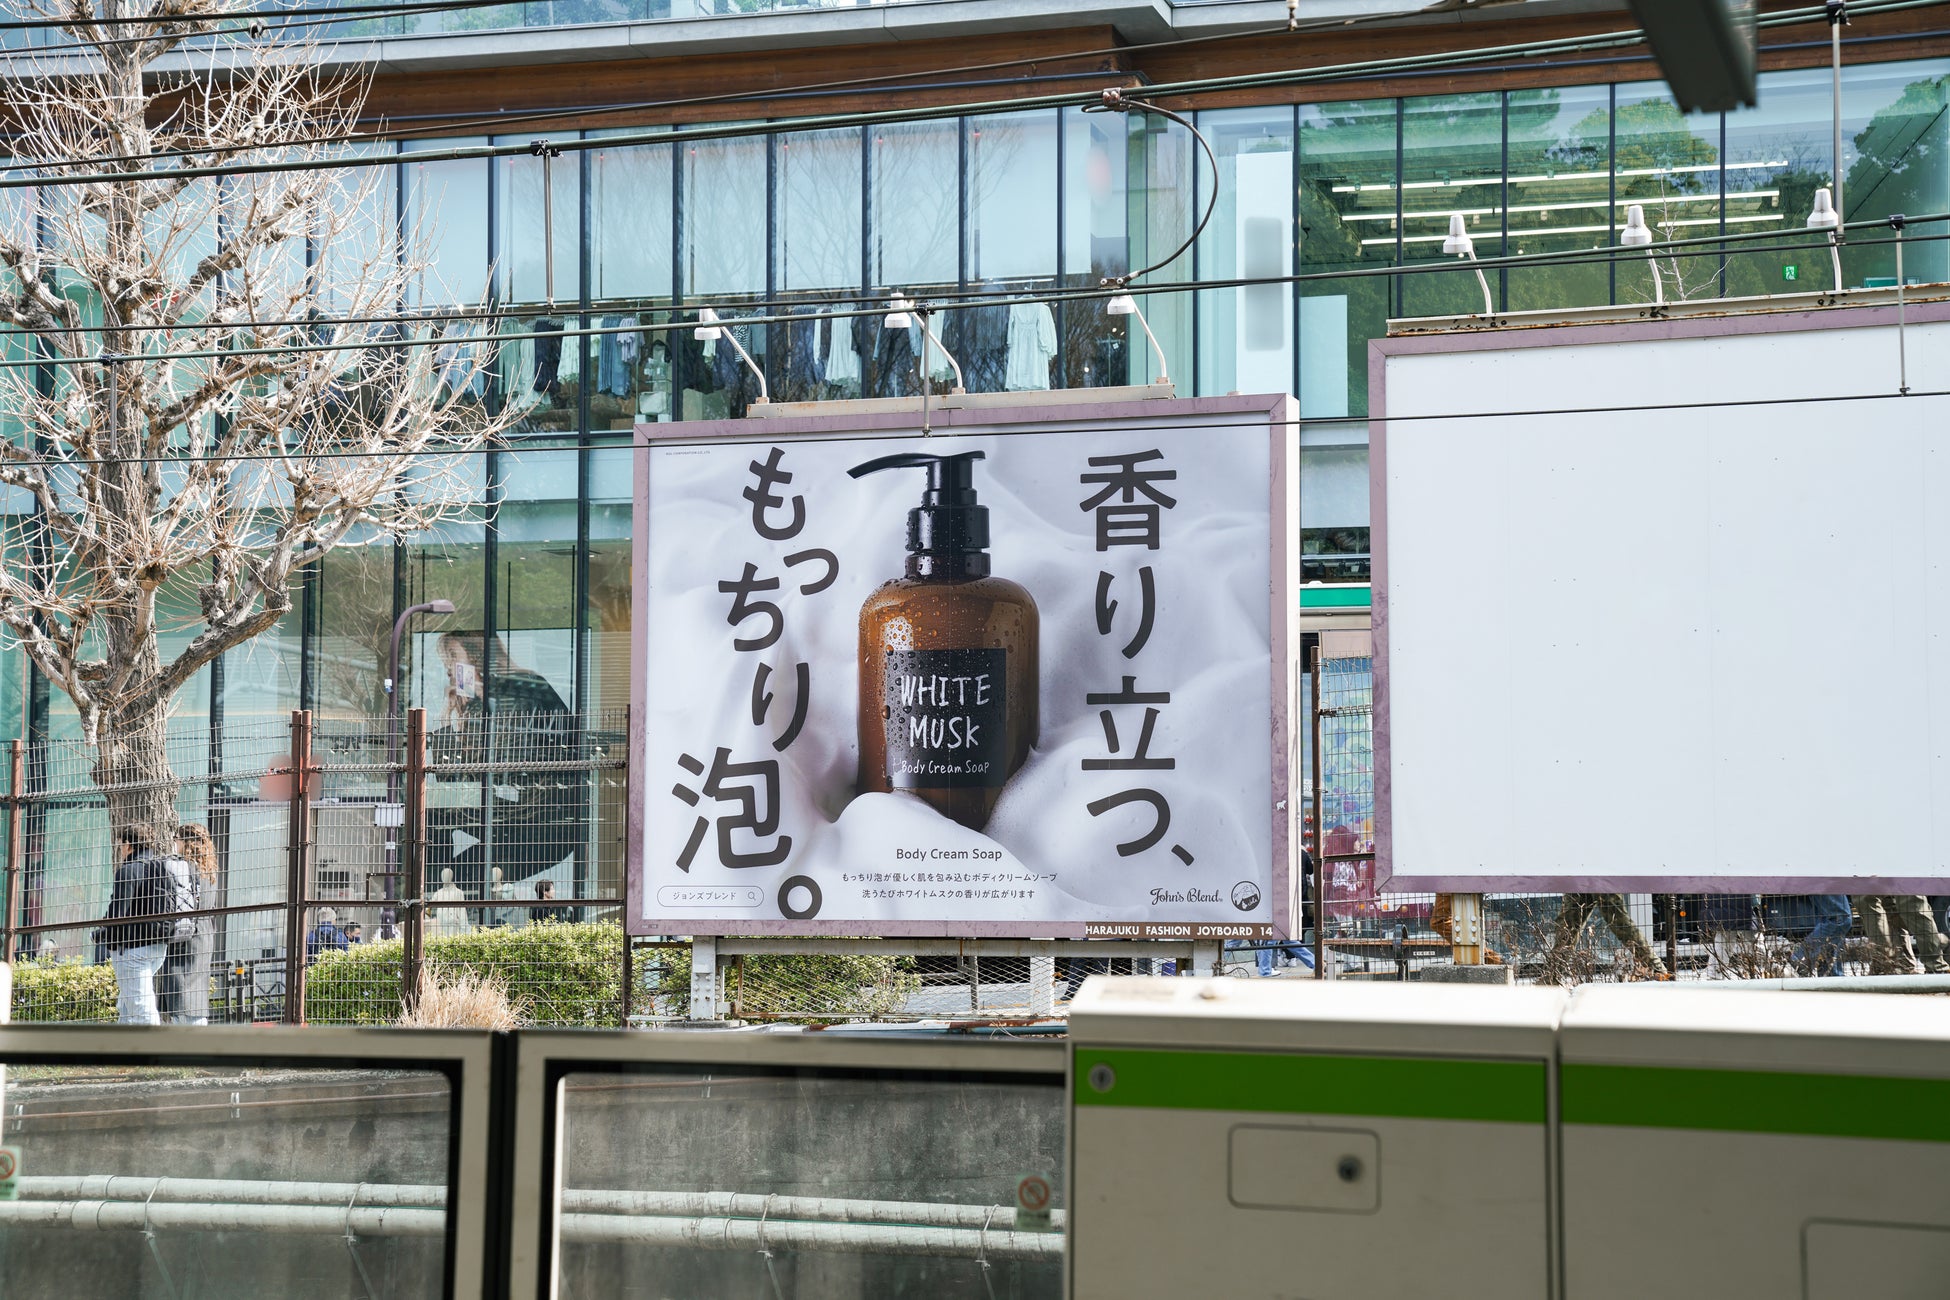 香り立つ、
もっちり泡。
WHITE
MUSK
Body Cream Soap
Body Cream Soap
もっちり泡が優しく肌を包み込むボディクリームソープ
洗うたびホワイトムスクの香りが広がります
ジョンズブレンド
John's Blend
HARAJUKU FASHION JOYBOARD 14